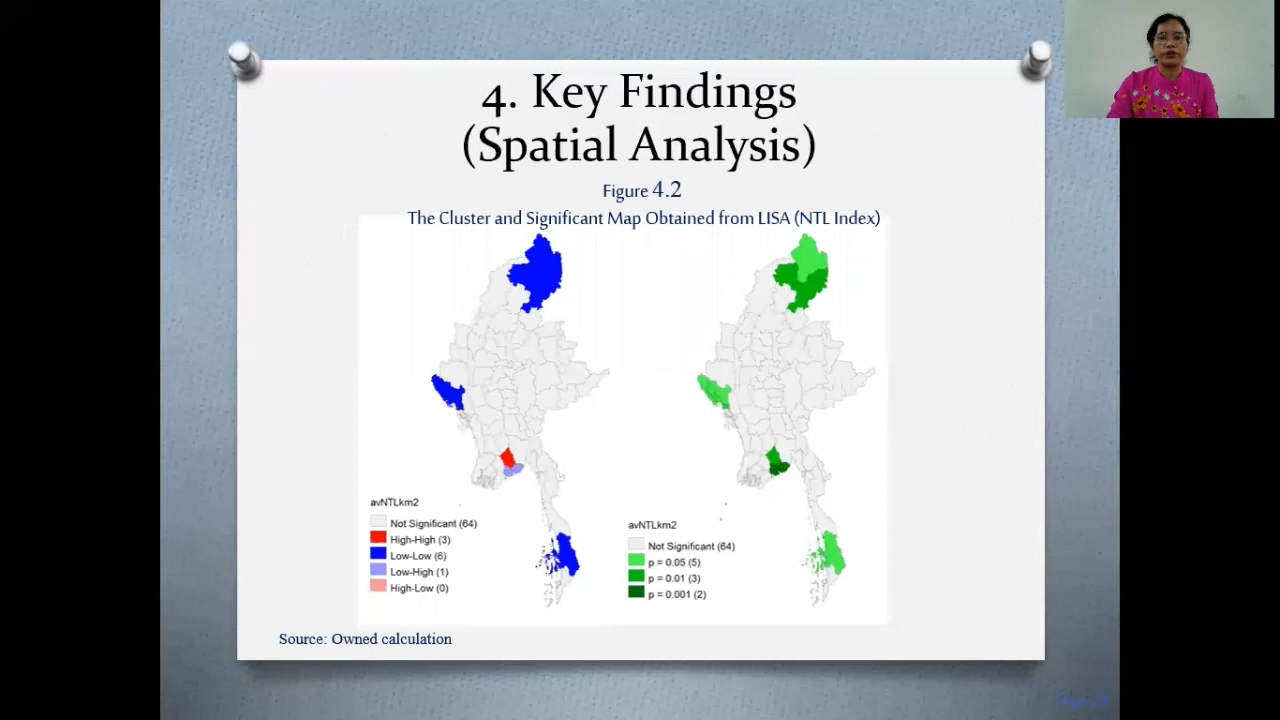 4. Key Findings
(Spatial Analysis)
Figure 4.2
The Cluster and Significant Map Obtained from LISA (NTL Index)
avNTLkm2
Not Significant (64)
High-High (3)
Low-Low (6)
Low-High (1)
High-Low (0)
avNTLkm2
Not Significant (64)
p = 0.05 (5)
p = 0.01 (3)
p = 0.001 (2)
Source: Owned calculation
Page